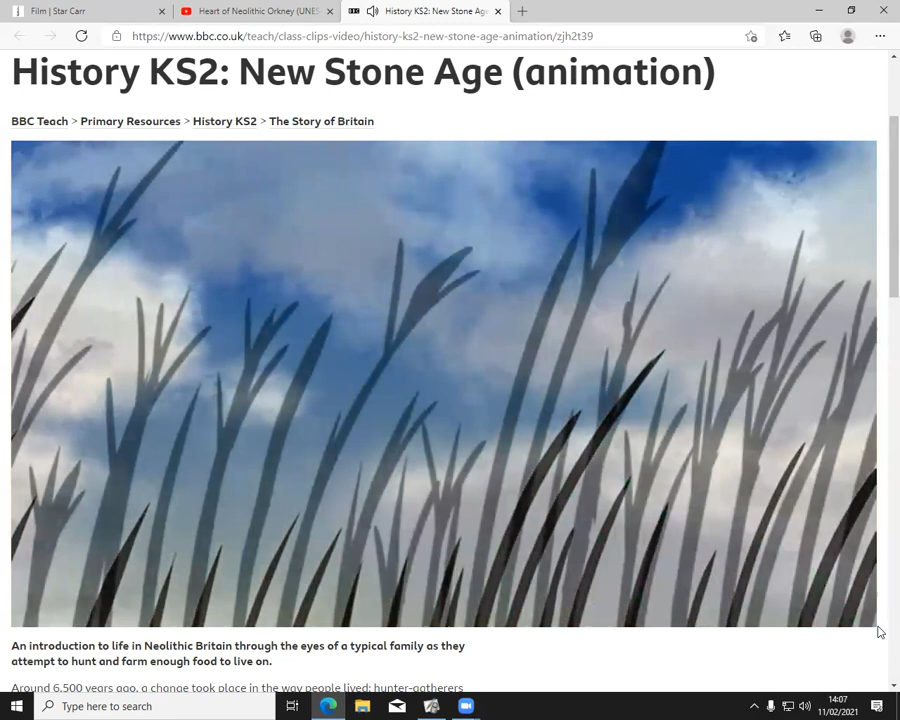 Film | Star Carr
Heart of Neolithic Orkney (UNES
History KS2: New Stone Age
https://www.bbc.co.uk/teach/class-clips-video/history-ks2-new-stone-age-animation/zjh2t39
History KS2: New Stone Age (animation)
BBC Teach > Primary Resources > History KS2 > The Story of Britain
An introduction to life in Neolithic Britain through the eyes of a typical family as they
attempt to hunt and farm enough food to live on.
Around 6,500 years ago, a change took place in the way people lived: hunter-gatherers
Type here to search
14:07
11/02/2021